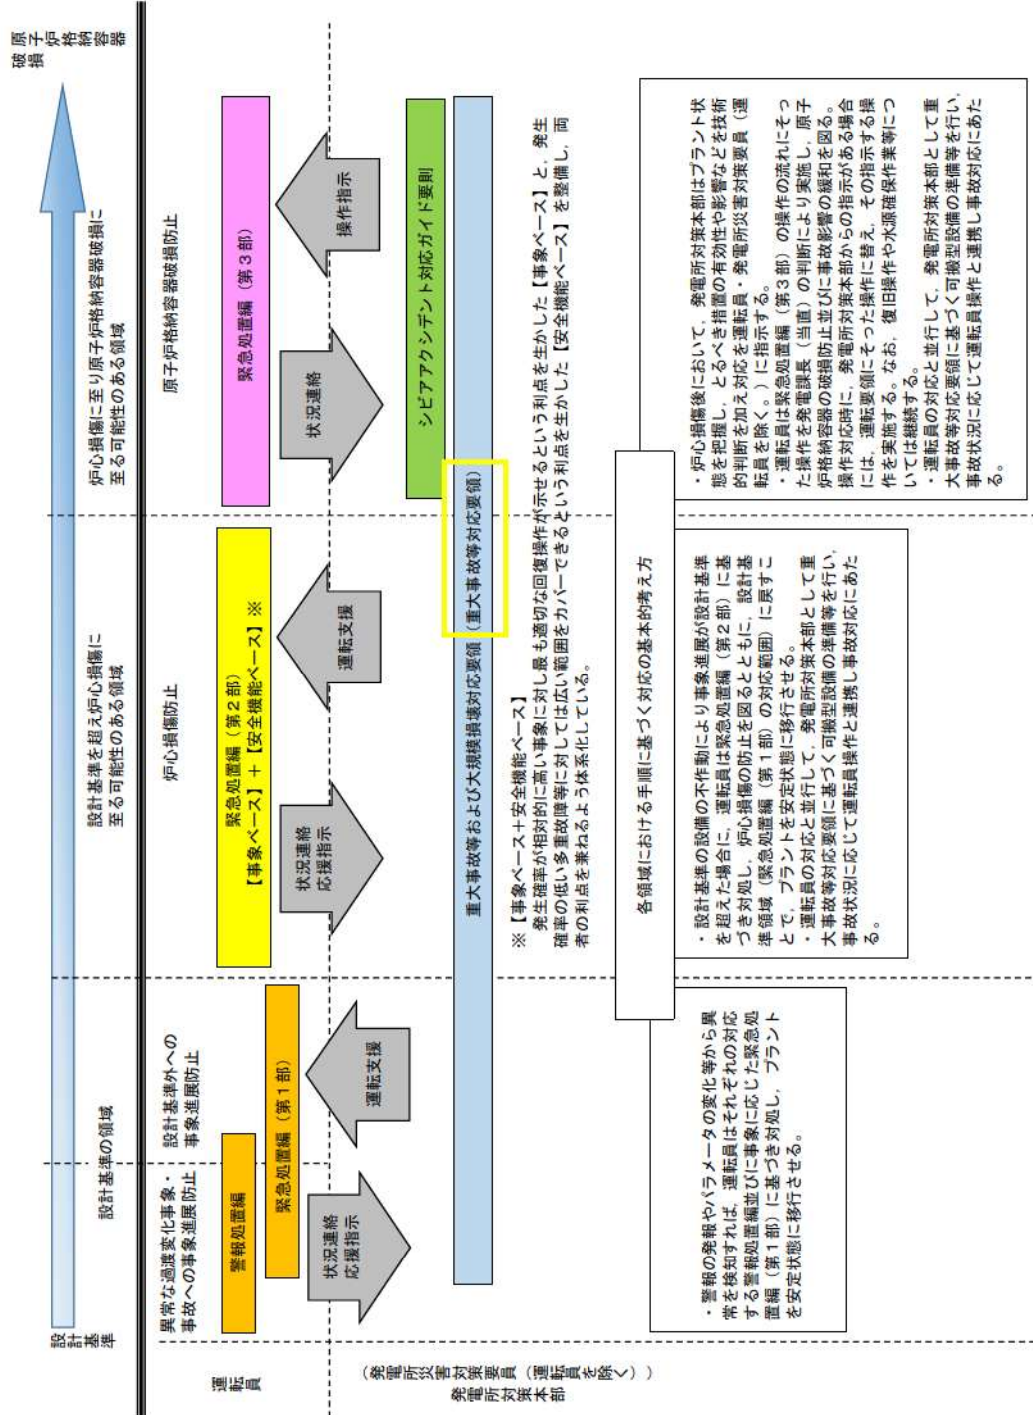 設計基準
原子炉格納容器
破損
設計基準の領域
設計基準を超え炉心損傷に
至る可能性のある領域
炉心損傷に至り原子炉格納容器破損に
至る可能性のある領域
異常な過渡変化事象・
事故への事象進展防止
設計基準外への
事象進展防止
炉心損傷防止
原子炉格納容器破損防止
運転員
警報処置編
緊急処置編（第１部）
緊急処置編（第２部）
【事象ベース】＋【安全機能ベース】※
緊急処置編（第３部）
状況連絡
応援指示
運転支援
状況連絡
応援指示
運転支援
状況連絡
操作指示
（発電所災害対策要員（運転員を除く））
発電所対策本部
シビアアクシデント対応ガイド要則
重大事故等および大規模損壊対応要領（重大事故等対応要領）
※【事象ベース＋安全機能ベース】
発生確率が相対的に高い事象に対し最も適切な回復操作が示せるという利点を生かした【事象ベース】と，発生
確率の低い多重故障等に対しては広い範囲をカバーできるという利点を生かした【安全機能ベース】を整備し，両
者の利点を兼ねるよう体系化している。
各領域における手順に基づく対応の基本的考え方
・警報の発報やパラメータの変化等から異
常を検知すれば，運転員はそれぞれの対応
する警報処置編並びに事象に応じた緊急処
置編（第１部）に基づき対処し，プラント
を安定状態に移行させる。
・設計基準の設備の不作動により事象進展が設計基準
を超えた場合に，運転員は緊急処置編（第２部）に基
づき対処し，炉心損傷の防止を図るとともに，設計基
準領域（緊急処置編（第１部）の対応範囲）に戻すこ
とで，プラントを安定状態に移行させる。
・運転員の対応と並行して，発電所対策本部として重
大事故等対応要領に基づく可搬型設備の準備等を行い，
事故状況に応じて運転員操作と連携し事故対応にあた
る。
・炉心損傷後において，発電所対策本部はプラント状
態を把握し，とるべき措置の有効性や影響などを技術
的判断を加え対応を運転員・発電所災害対策要員（運
転員を除く。）に指示する。
・運転員は緊急処置編（第３部）の操作の流れにそっ
た操作を発電課長（当直）の判断により実施し，原子
炉格納容器の破損防止並びに事故影響の緩和を図る。
操作対応時に，発電所対策本部からの指示がある場合
には，運転要領にそった操作に替え，その指示する操
作を実施する。なお，復旧操作や水源確保作業等につ
いては継続する。
・運転員の対応と並行して，発電所対策本部として重
大事故等対応要領に基づく可搬型設備の準備等を行い，
事故状況に応じて運転員操作と連携し事故対応にあた
る。